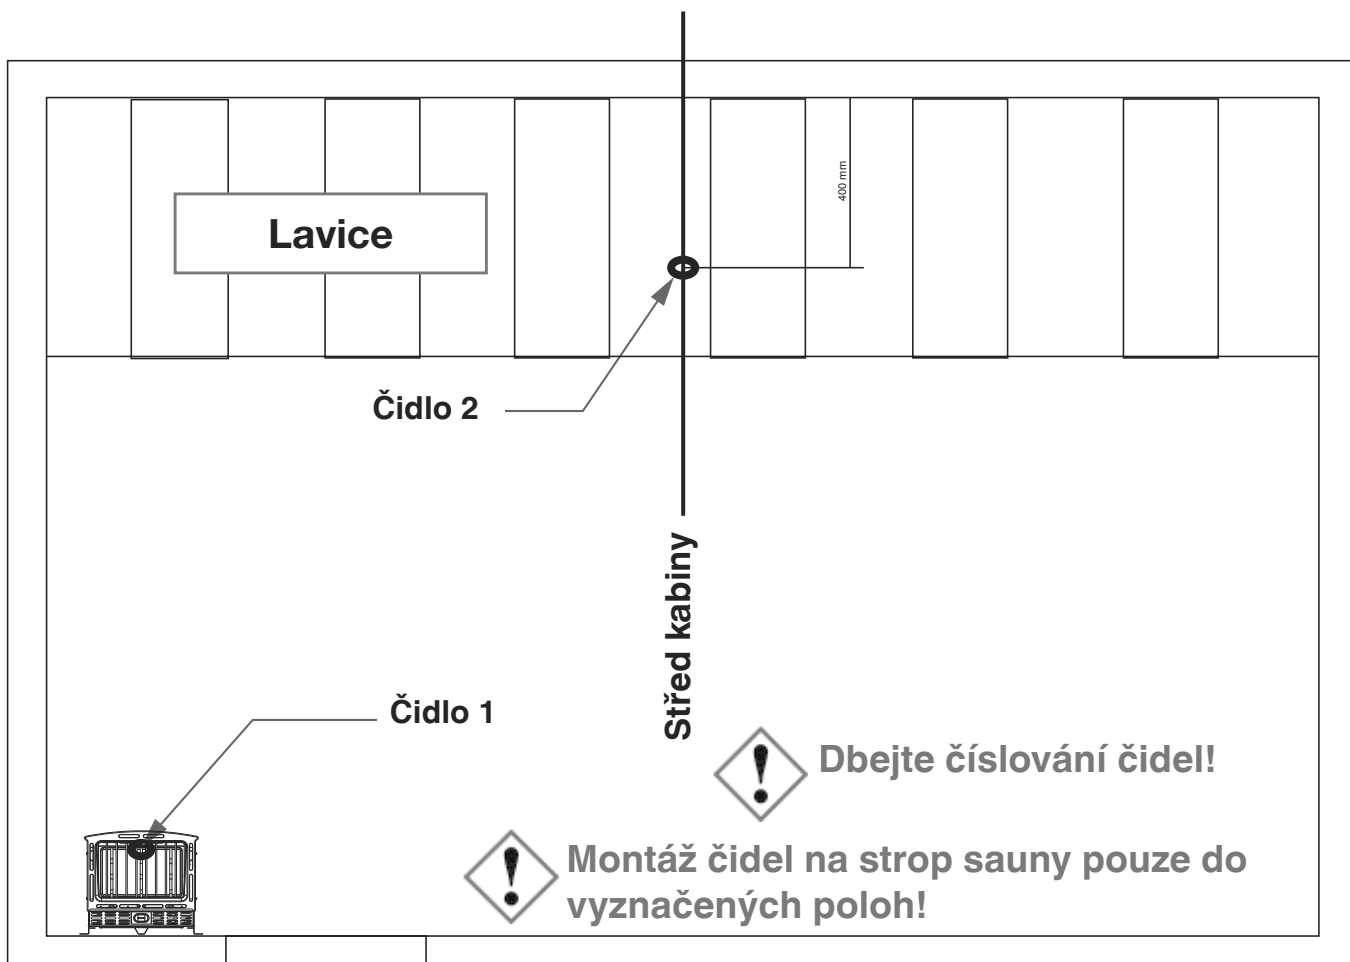 400 mm
Lavice
Čidlo 2
Střed kabiny
Čidlo 1
Dbejte číslování čidel!
Montáž čidel na strop sauny pouze do
vyznačených poloh!